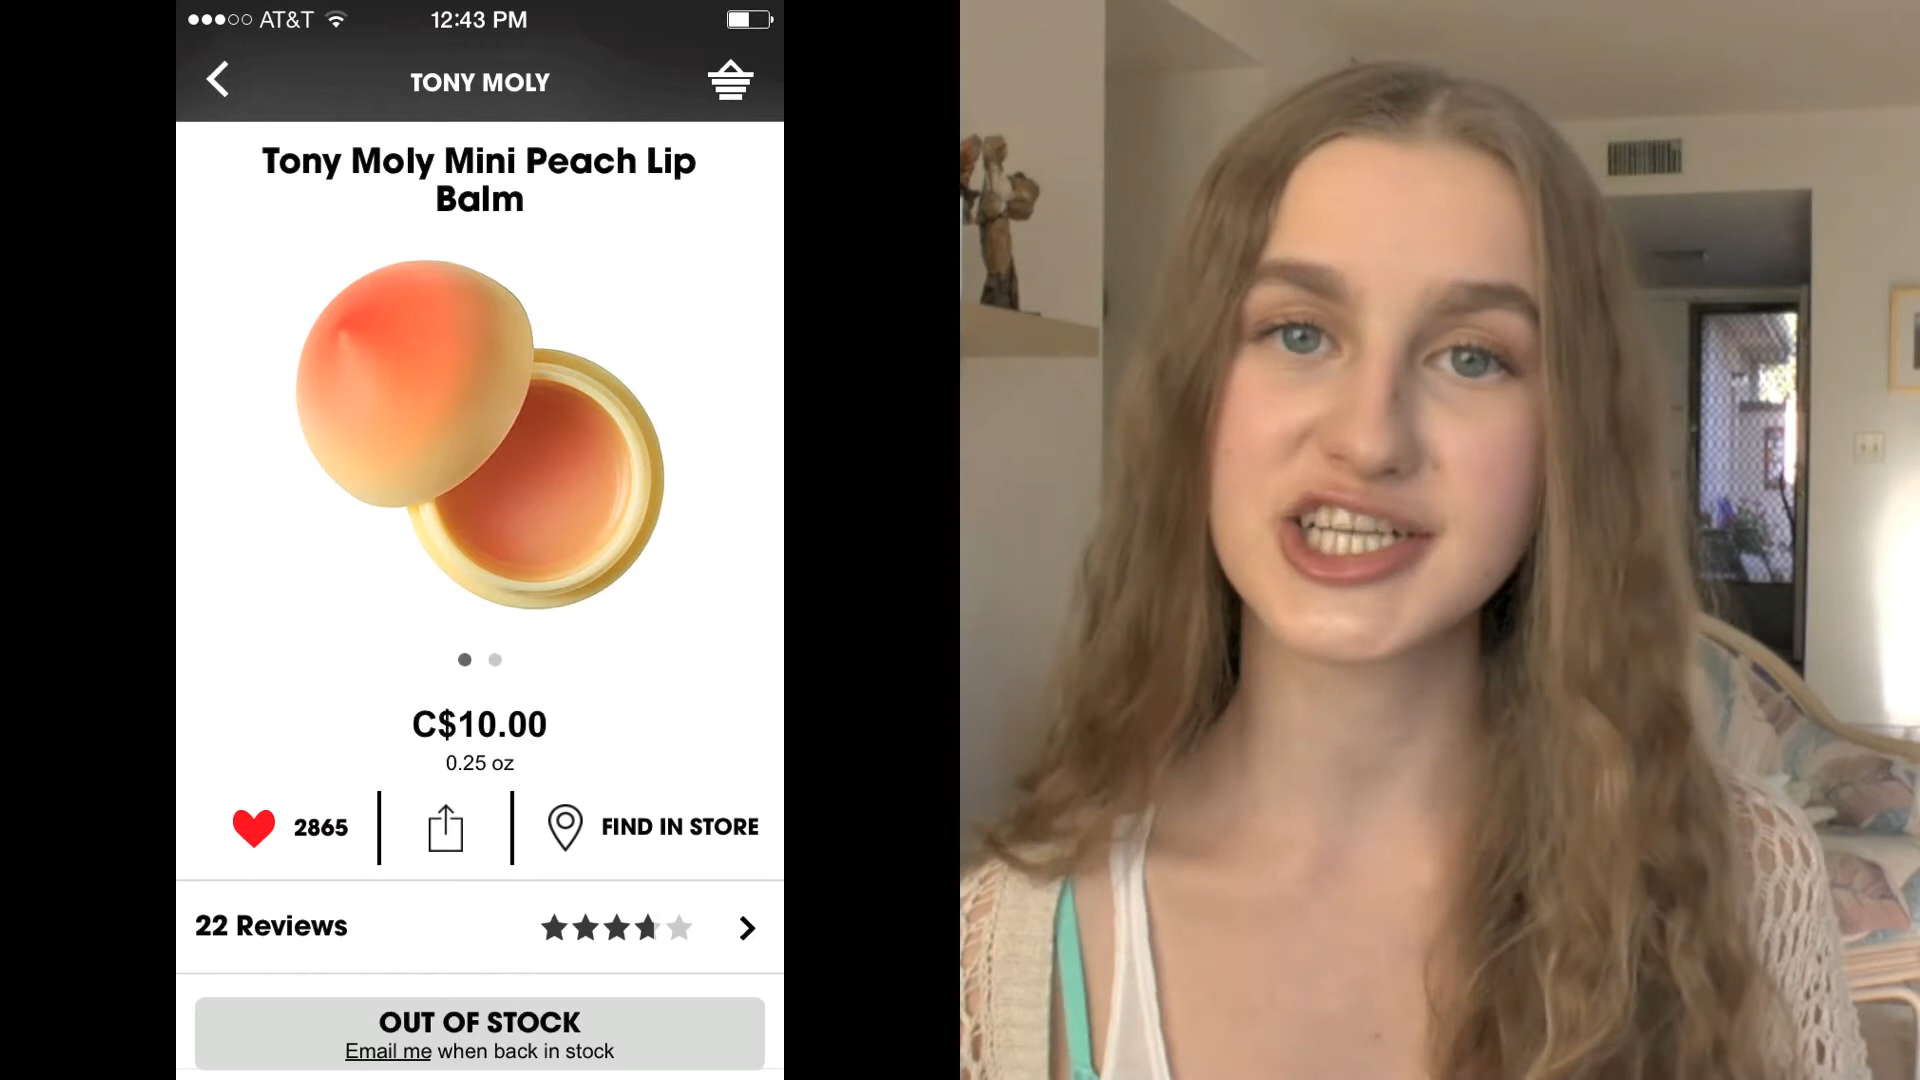 AT&T 12:43 PM
TONY MOLY
Tony Moly Mini Peach Lip
Balm
C$10.00
0.25 oz
2865 FIND IN STORE
22 Reviews
OUT OF STOCK
Email me when back in stock